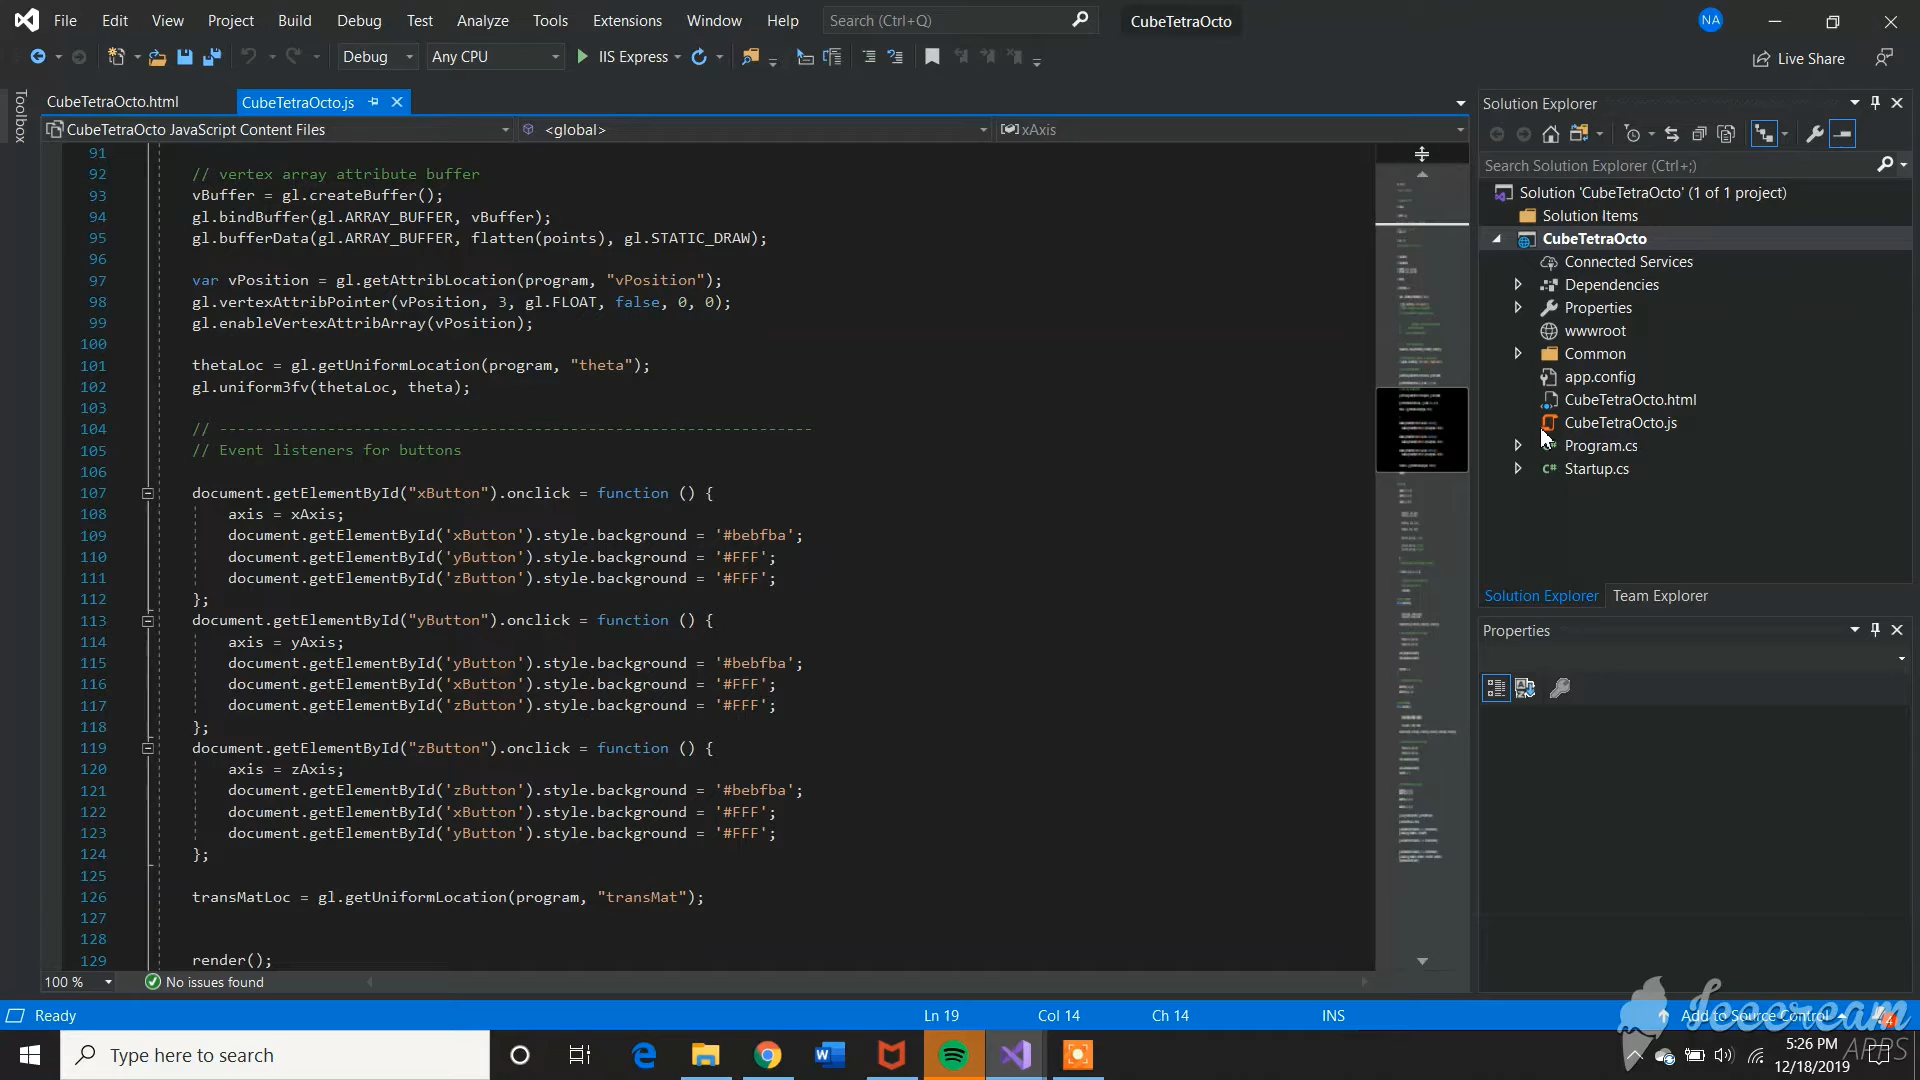 File Edit View Project Build Debug Test Analyze Tools Extensions Window Help Search (Ctrl+Q) CubeTetraOcto NA
Debug Any CPU IIS Express Live Share
Toolbox
CubeTetraOcto.html CubeTetraOcto.js
CubeTetraOcto JavaScript Content Files <global> xAxis
91
92 // vertex array attribute buffer
93 vBuffer = gl.createBuffer();
94 gl.bindBuffer(gl.ARRAY_BUFFER, vBuffer);
95 gl.bufferData(gl.ARRAY_BUFFER, flatten(points), gl.STATIC_DRAW);
96
97 var vPosition = gl.getAttribLocation(program, "vPosition");
98 gl.vertexAttribPointer(vPosition, 3, gl.FLOAT, false, 0, 0);
99 gl.enableVertexAttribArray(vPosition);
100
101 thetaLoc = gl.getUniformLocation(program, "theta");
102 gl.uniform3fv(thetaLoc, theta);
103
104 // ------------------------------------------------------------------
105 // Event listeners for buttons
106
107 document.getElementById("xButton").onclick = function () {
108 axis = xAxis;
109 document.getElementById('xButton').style.background = '#bebfba';
110 document.getElementById('yButton').style.background = '#FFF';
111 document.getElementById('zButton').style.background = '#FFF';
112 };
113 document.getElementById("yButton").onclick = function () {
114 axis = yAxis;
115 document.getElementById('yButton').style.background = '#bebfba';
116 document.getElementById('xButton').style.background = '#FFF';
117 document.getElementById('zButton').style.background = '#FFF';
118 };
119 document.getElementById("zButton").onclick = function () {
120 axis = zAxis;
121 document.getElementById('zButton').style.background = '#bebfba';
122 document.getElementById('xButton').style.background = '#FFF';
123 document.getElementById('yButton').style.background = '#FFF';
124 };
125
126 transMatLoc = gl.getUniformLocation(program, "transMat");
127
128
129 render();
100 % No issues found
Solution Explorer
Search Solution Explorer (Ctrl+;)
Solution 'CubeTetraOcto' (1 of 1 project)
Solution Items
CubeTetraOcto
Connected Services
Dependencies
Properties
wwwroot
Common
app.config
CubeTetraOcto.html
CubeTetraOcto.js
C# Program.cs
C# Startup.cs
Solution Explorer Team Explorer
Properties
Ready Ln 19 Col 14 Ch 14 INS Add to Source Control
Icecream
APPS
Type here to search
5:26 PM
12/18/2019